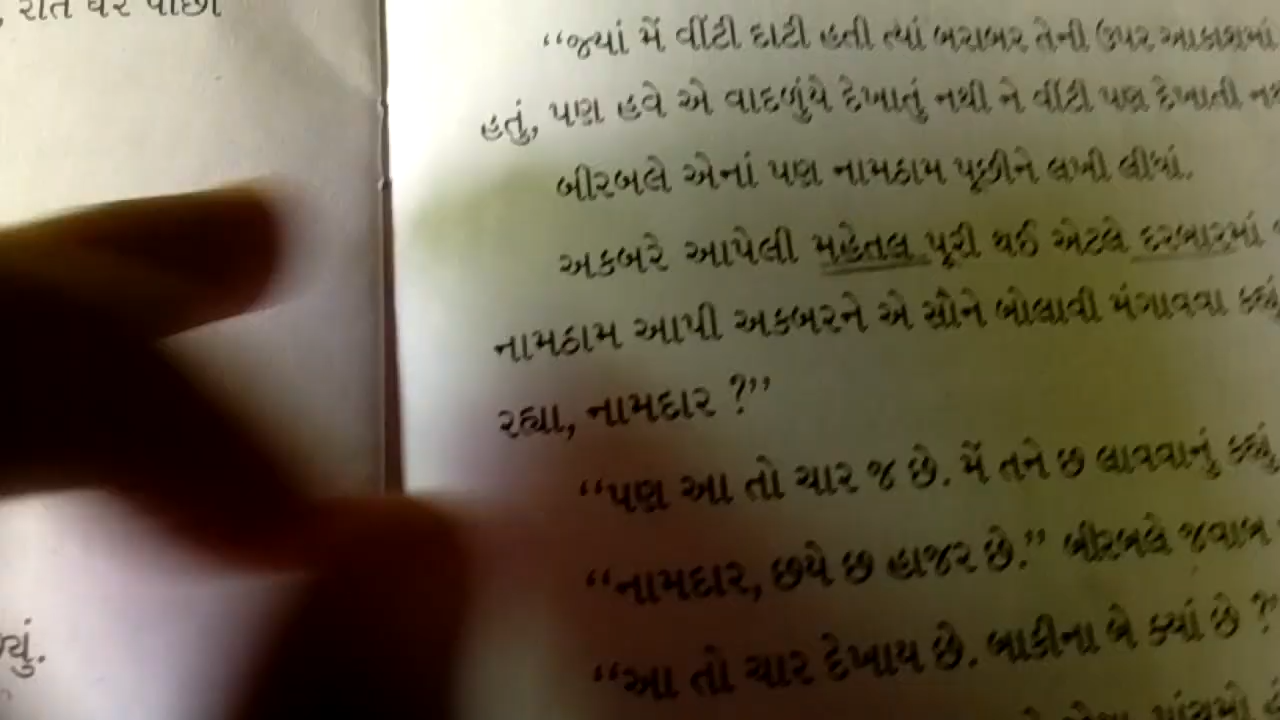 રાત ઘેર પાછા
“જ્યાં મેં વીંટી દાટી હતી ત્યાં બરાબર તેની ઉપર આકાશમાં
હતું, પણ હવે એ વાદળુંયે દેખાતું નથી ને વીંટી પણ દેખાતી
બીરબલે એનાં પણ નામઠામ પૂછીને લખી લીધાં.
અકબરે આપેલી મહેતલ પૂરી થઈ એટલે દરબારમાં
નામઠામ આપી અકબરને એ સૌને બોલાવી મંગાવવા કહ્યું
રહ્યા, નામદાર ?”
“પણ આ તો ચાર જ છે. મેં તને છ લાવવાનું કહ્યું
“નામદાર, છયે છ હાજર છે.” બીરબલે જવાબ
“આ તો ચાર દેખાય છે. બાકીના બે ક્યાં છે ?”